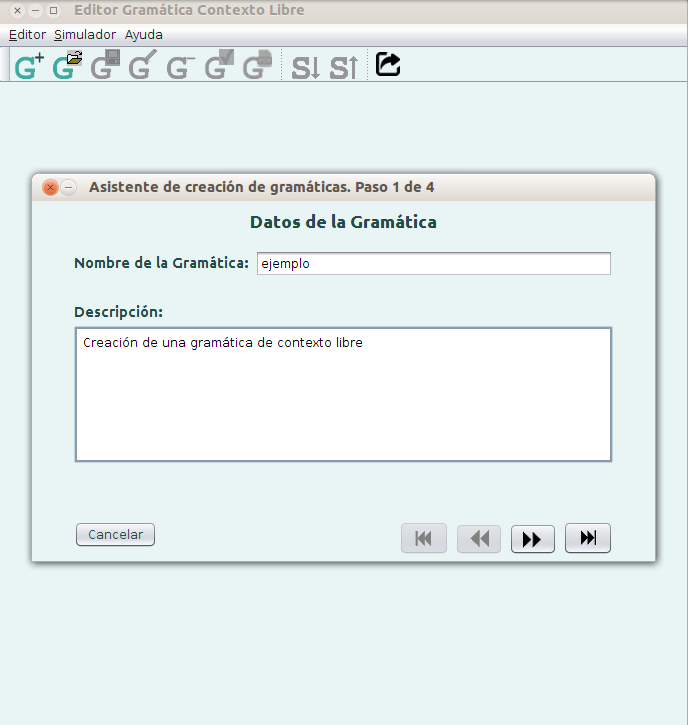 Editor Gramática Contexto Libre
Editor Simulador Ayuda
G+ G G G G− G G S↓ S↑
Asistente de creación de gramáticas. Paso 1 de 4
Datos de la Gramática
Nombre de la Gramática: ejemplo
Descripción:
Creación de una gramática de contexto libre
Cancelar